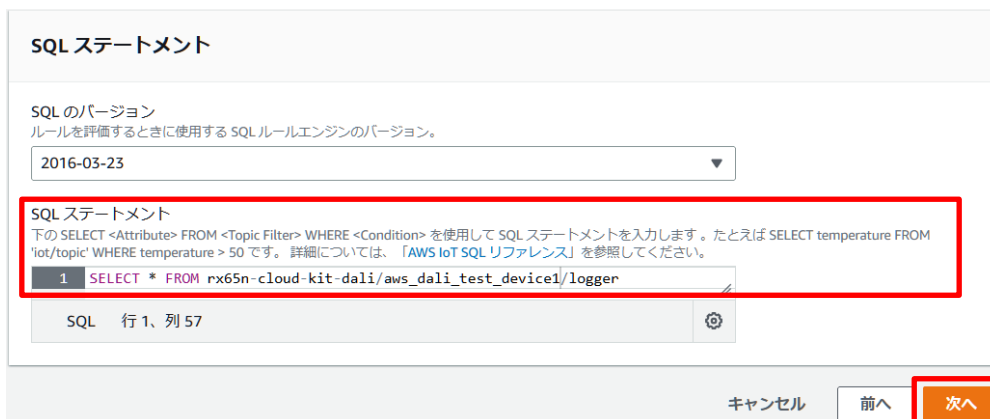 SQL ステートメント
SQL のバージョン
ルールを評価するときに使用する SQL ルールエンジンのバージョン。
2016-03-23
SQL ステートメント
下の SELECT <Attribute> FROM <Topic Filter> WHERE <Condition> を使用して SQL ステートメントを入力します 。たとえば SELECT temperature FROM
'iot/topic' WHERE temperature > 50 です。 詳細については、「AWS IoT SQL リファレンス」を参照してください。
1 SELECT * FROM rx65n-cloud-kit-dali/aws_dali_test_device1/logger
SQL 行 1、列 57
キャンセル 前へ 次へ